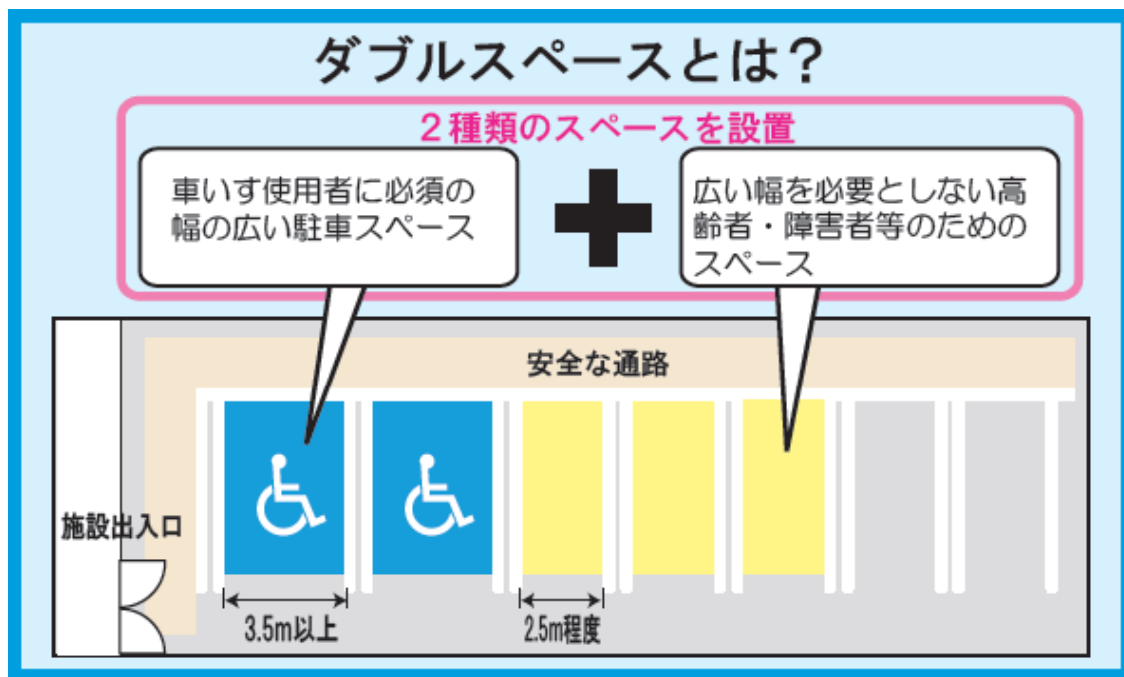 ダブルスペースとは？
２種類のスペースを設置
車いす使用者に必須の
幅の広い駐車スペース
広い幅を必要としない高
齢者・障害者等のための
スペース
安全な通路
施設出入口
3.5m以上
2.5m程度